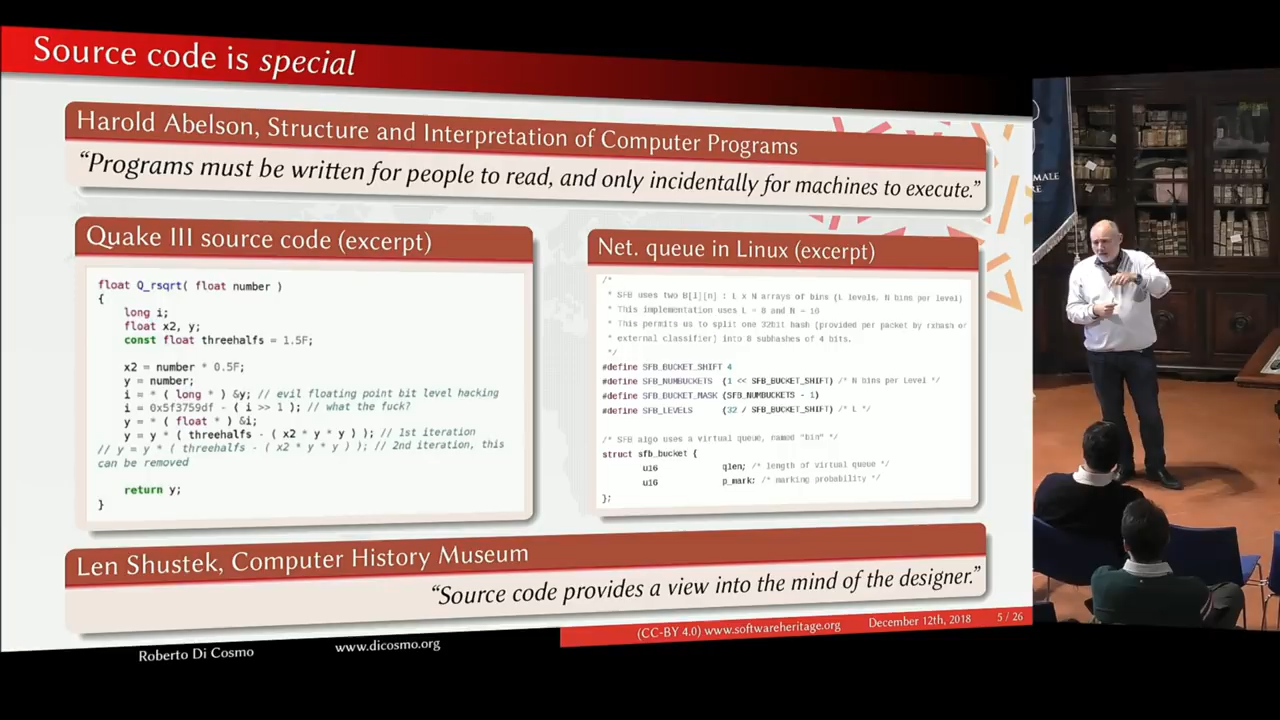 Source code is special
Harold Abelson, Structure and Interpretation of Computer Programs
“Programs must be written for people to read, and only incidentally for machines to execute.”
Quake III source code (excerpt)
float Q_rsqrt( float number )
{
long i;
float x2, y;
const float threehalfs = 1.5F;
x2 = number * 0.5F;
y = number;
i = * ( long * ) &y; // evil floating point bit level hacking
i = 0x5f3759df - ( i >> 1 ); // what the fuck?
y = * ( float * ) &i;
y = y * ( threehalfs - ( x2 * y * y ) ); // 1st iteration
// y = y * ( threehalfs - ( x2 * y * y ) ); // 2nd iteration, this
can be removed
return y;
}
Net. queue in Linux (excerpt)
/*
* SFB uses two B[l][n] : L x N arrays of bins (L levels, N bins per level)
* This implementation uses L = 8 and N = 16
* This permits us to split one 32bit hash (provided per packet by rxhash or
* external classifier) into 8 subhashes of 4 bits.
*/
#define SFB_BUCKET_SHIFT 4
#define SFB_NUMBUCKETS (1 << SFB_BUCKET_SHIFT) /* N bins per Level */
#define SFB_BUCKET_MASK (SFB_NUMBUCKETS - 1)
#define SFB_LEVELS (32 / SFB_BUCKET_SHIFT) /* L */
/* SFB algo uses a virtual queue, named "bin" */
struct sfb_bucket {
u16 qlen; /* length of virtual queue */
u16 p_mark; /* marking probability */
};
Len Shustek, Computer History Museum
“Source code provides a view into the mind of the designer.”
(CC-BY 4.0) www.softwareheritage.org December 12th, 2018 5 / 26
Roberto Di Cosmo www.dicosmo.org
MALE
RE